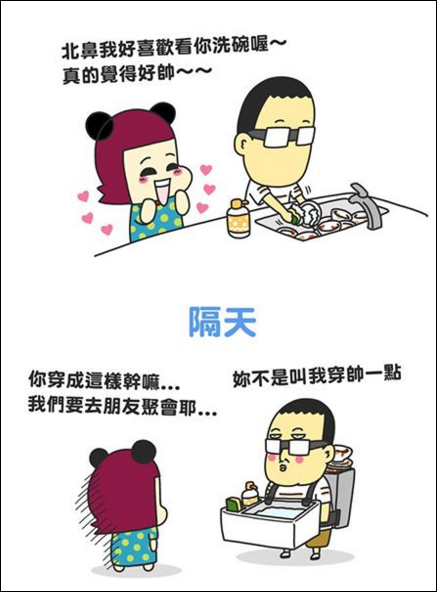 北鼻我好喜歡看你洗碗喔～
真的覺得好帥～～
隔天
你穿成這樣幹嘛...
我們要去朋友聚會耶...
妳不是叫我穿帥一點